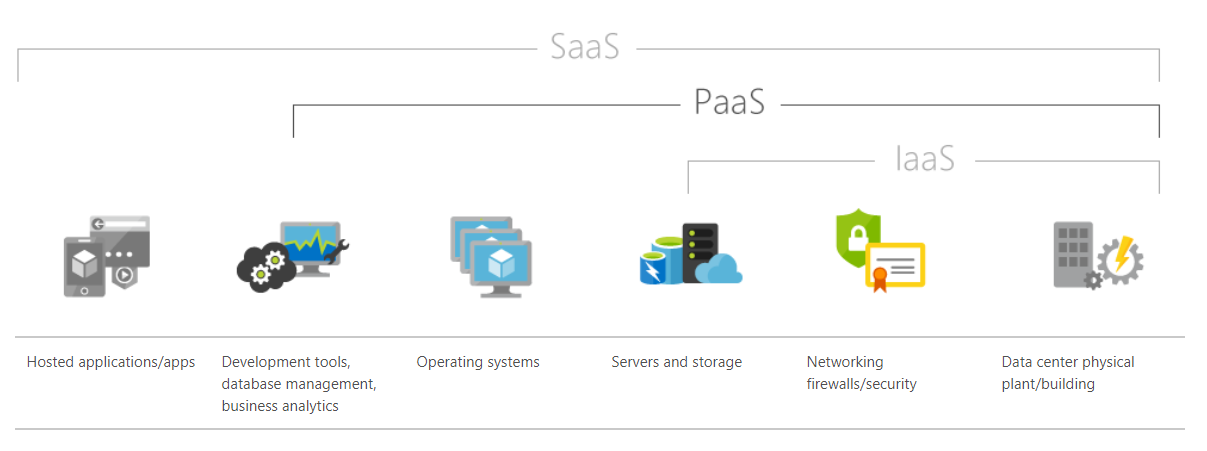 SaaS
PaaS
IaaS
Hosted applications/apps
Development tools,
database management,
business analytics
Operating systems
Servers and storage
Networking
firewalls/security
Data center physical
plant/building